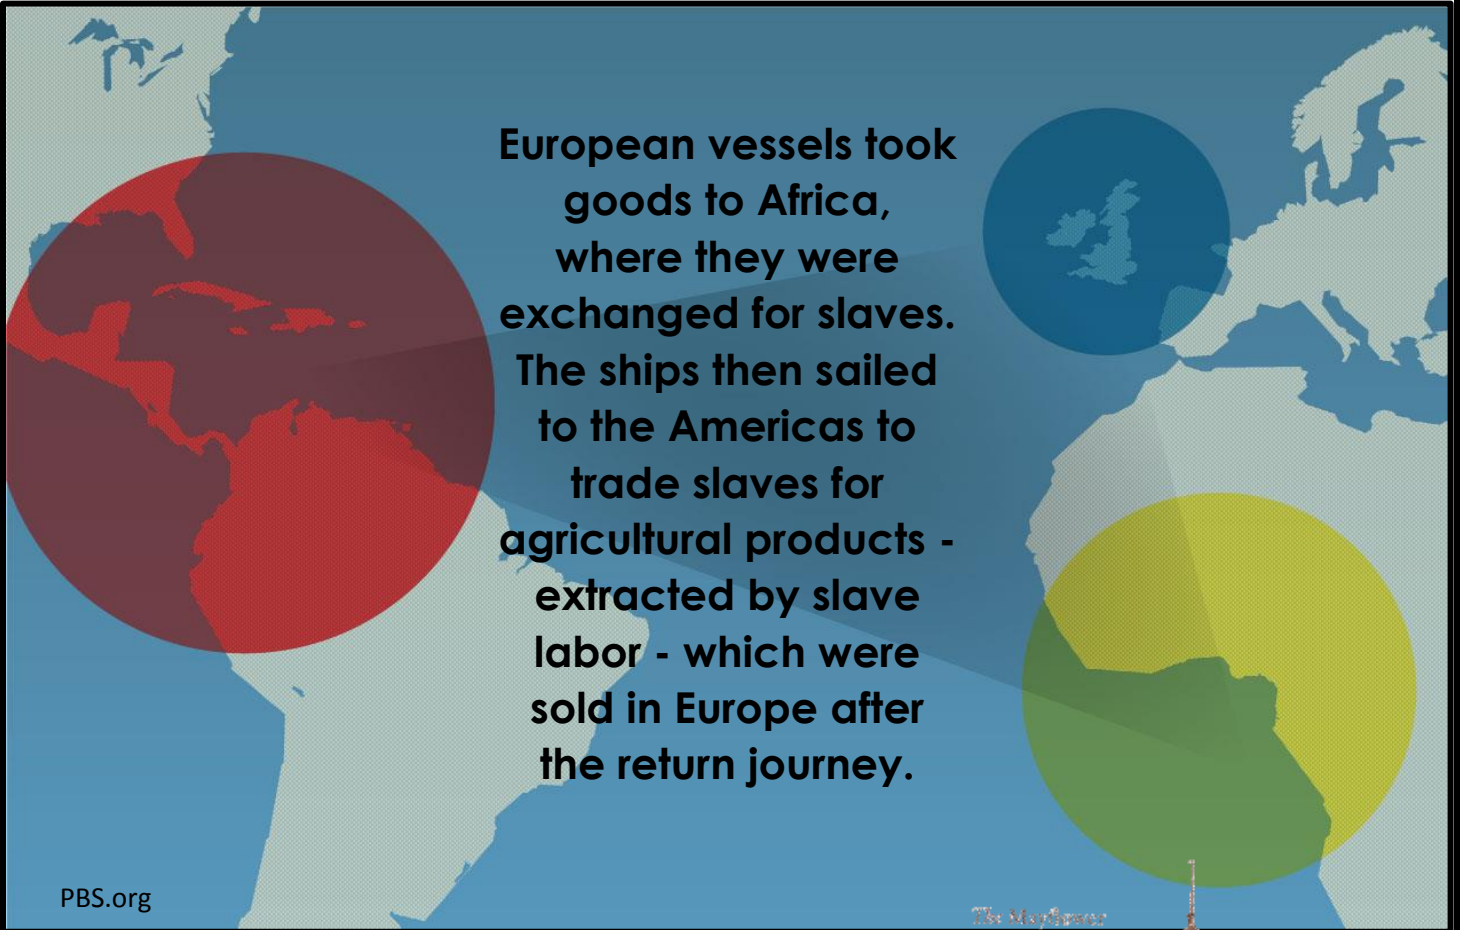 European vessels took
goods to Africa,
where they were
exchanged for slaves.
The ships then sailed
to the Americas to
trade slaves for
agricultural products -
extracted by slave
labor - which were
sold in Europe after
the return journey.
PBS.org
The Mayflower